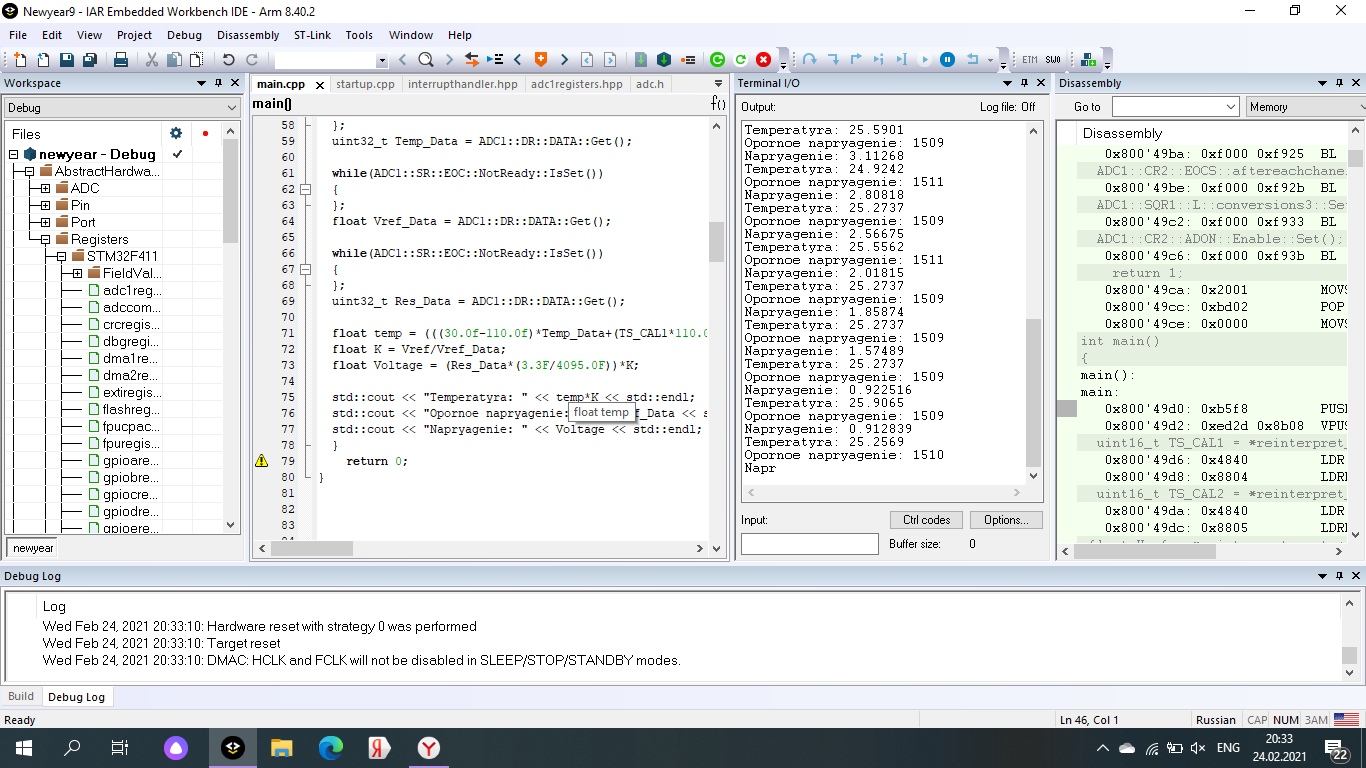 Newyear9 - IAR Embedded Workbench IDE - Arm 8.40.2
File Edit View Project Debug Disassembly ST-Link Tools Window Help
ETM SWO
Workspace
Debug
Files
newyear - Debug
AbstractHardwa...
ADC
Pin
Port
Registers
STM32F411
FieldVal...
adc1reg...
adccom...
crcregis...
dbgregi...
dma1re...
dma2re...
extiregis...
flashreg...
fpucpac...
fpuregis...
gpioare...
gpiobre...
gpiocre...
gpiodre...
gpioere...
newyear
main.cpp startup.cpp interrupthandler.hpp adc1registers.hpp adc.h
main()
f()
58 };
59 uint32_t Temp_Data = ADC1::DR::DATA::Get();
60
61 while(ADC1::SR::EOC::NotReady::IsSet())
62 {
63 };
64 float Vref_Data = ADC1::DR::DATA::Get();
65
66 while(ADC1::SR::EOC::NotReady::IsSet())
67 {
68 };
69 uint32_t Res_Data = ADC1::DR::DATA::Get();
70
71 float temp = (((30.0f-110.0f)*Temp_Data+(TS_CAL1*110.0
72 float K = Vref/Vref_Data;
73 float Voltage = (Res_Data*(3.3F/4095.0F))*K;
74
75 std::cout << "Temperatyra: " << temp*K << std::endl;
76 std::cout << "Opornoe napryagenie: f_Data << s
float temp
77 std::cout << "Napryagenie: " << Voltage << std::endl;
78 }
79 return 0;
80 }
81
82
83
84
Terminal I/O
Output: Log file: Off
Temperatyra: 25.5901
Opornoe napryagenie: 1509
Napryagenie: 3.11268
Temperatyra: 24.9242
Opornoe napryagenie: 1511
Napryagenie: 2.80818
Temperatyra: 25.2737
Opornoe napryagenie: 1509
Napryagenie: 2.56675
Temperatyra: 25.5562
Opornoe napryagenie: 1511
Napryagenie: 2.01815
Temperatyra: 25.2737
Opornoe napryagenie: 1509
Napryagenie: 1.85874
Temperatyra: 25.2737
Opornoe napryagenie: 1509
Napryagenie: 1.57489
Temperatyra: 25.2737
Opornoe napryagenie: 1509
Napryagenie: 0.922516
Temperatyra: 25.9065
Opornoe napryagenie: 1509
Napryagenie: 0.912839
Temperatyra: 25.2569
Opornoe napryagenie: 1510
Napr
Input: Ctrl codes Options...
Buffer size: 0
Disassembly
Go to Memory
Disassembly
0x800'49ba: 0xf000 0xf925 BL
ADC1::CR2::EOCS::aftereachchane.
0x800'49be: 0xf000 0xf92b BL
ADC1::SQR1::L::conversions3::Se
0x800'49c2: 0xf000 0xf933 BL
ADC1::CR2::ADON::Enable::Set();
0x800'49c6: 0xf000 0xf93b BL
return 1;
0x800'49ca: 0x2001 MOVS
0x800'49cc: 0xbd02 POP
0x800'49ce: 0x0000 MOVS
int main()
{
main():
main:
0x800'49d0: 0xb5f8 PUSH
0x800'49d2: 0xed2d 0x8b08 VPUS
uint16_t TS_CAL1 = *reinterpret_
0x800'49d6: 0x4840 LDR
0x800'49d8: 0x8804 LDRH
uint16_t TS_CAL2 = *reinterpret_
0x800'49da: 0x4840 LDR
0x800'49dc: 0x8805 LDRH
Debug Log
Log
Wed Feb 24, 2021 20:33:10: Hardware reset with strategy 0 was performed
Wed Feb 24, 2021 20:33:10: Target reset
Wed Feb 24, 2021 20:33:10: DMAC: HCLK and FCLK will not be disabled in SLEEP/STOP/STANDBY modes.
Build Debug Log
Ready Ln 46, Col 1 Russian CAP NUM ЗАМ
ENG
20:33
24.02.2021
22